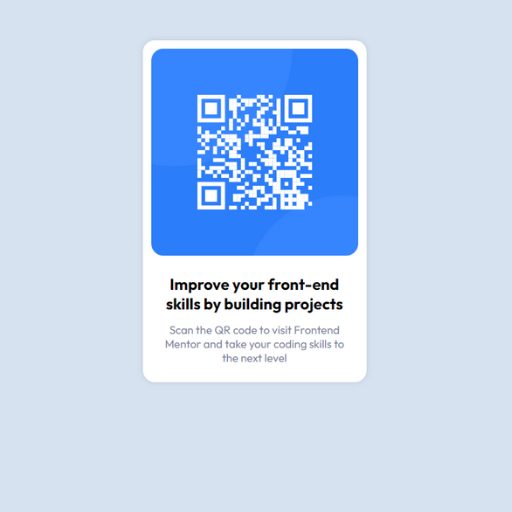 Improve your front-end
skills by building projects
Scan the QR code to visit Frontend
Mentor and take your coding skills to
the next level